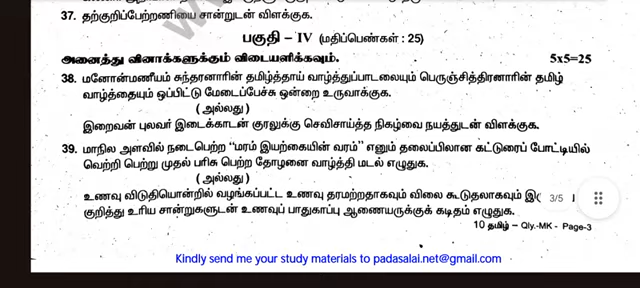 37. தற்குறிப்பேற்றணியை சான்றுடன் விளக்குக.
பகுதி – IV (மதிப்பெண்கள் : 25)
அனைத்து வினாக்களுக்கும் விடையளிக்கவும். 5x5=25
38. மனோன்மணீயம் சுந்தரனாரின் தமிழ்த்தாய் வாழ்த்துப்பாடலையும் பெருஞ்சித்திரனாரின் தமிழ்
வாழ்த்தையும் ஒப்பிட்டு மேடைப்பேச்சு ஒன்றை உருவாக்குக.
(அல்லது)
இறைவன் புலவர் இடைக்காடன் குரலுக்கு செவிசாய்த்த நிகழ்வை நயத்துடன் விளக்குக.
39. மாநில அளவில் நடைபெற்ற “மரம் இயற்கையின் வரம்” எனும் தலைப்பிலான கட்டுரைப் போட்டியில்
வெற்றி பெற்று முதல் பரிசு பெற்ற தோழனை வாழ்த்தி மடல் எழுதுக.
(அல்லது)
உணவு விடுதியொன்றில் வழங்கப்பட்ட உணவு தரமற்றதாகவும் விலை கூடுதலாகவும்
3/5
குறித்து உரிய சான்றுகளுடன் உணவுப் பாதுகாப்பு ஆணையருக்குக் கடிதம் எழுதுக.
10 தமிழ் – Qly.-MK - Page-3
Kindly send me your study materials to padasalai.net@gmail.com